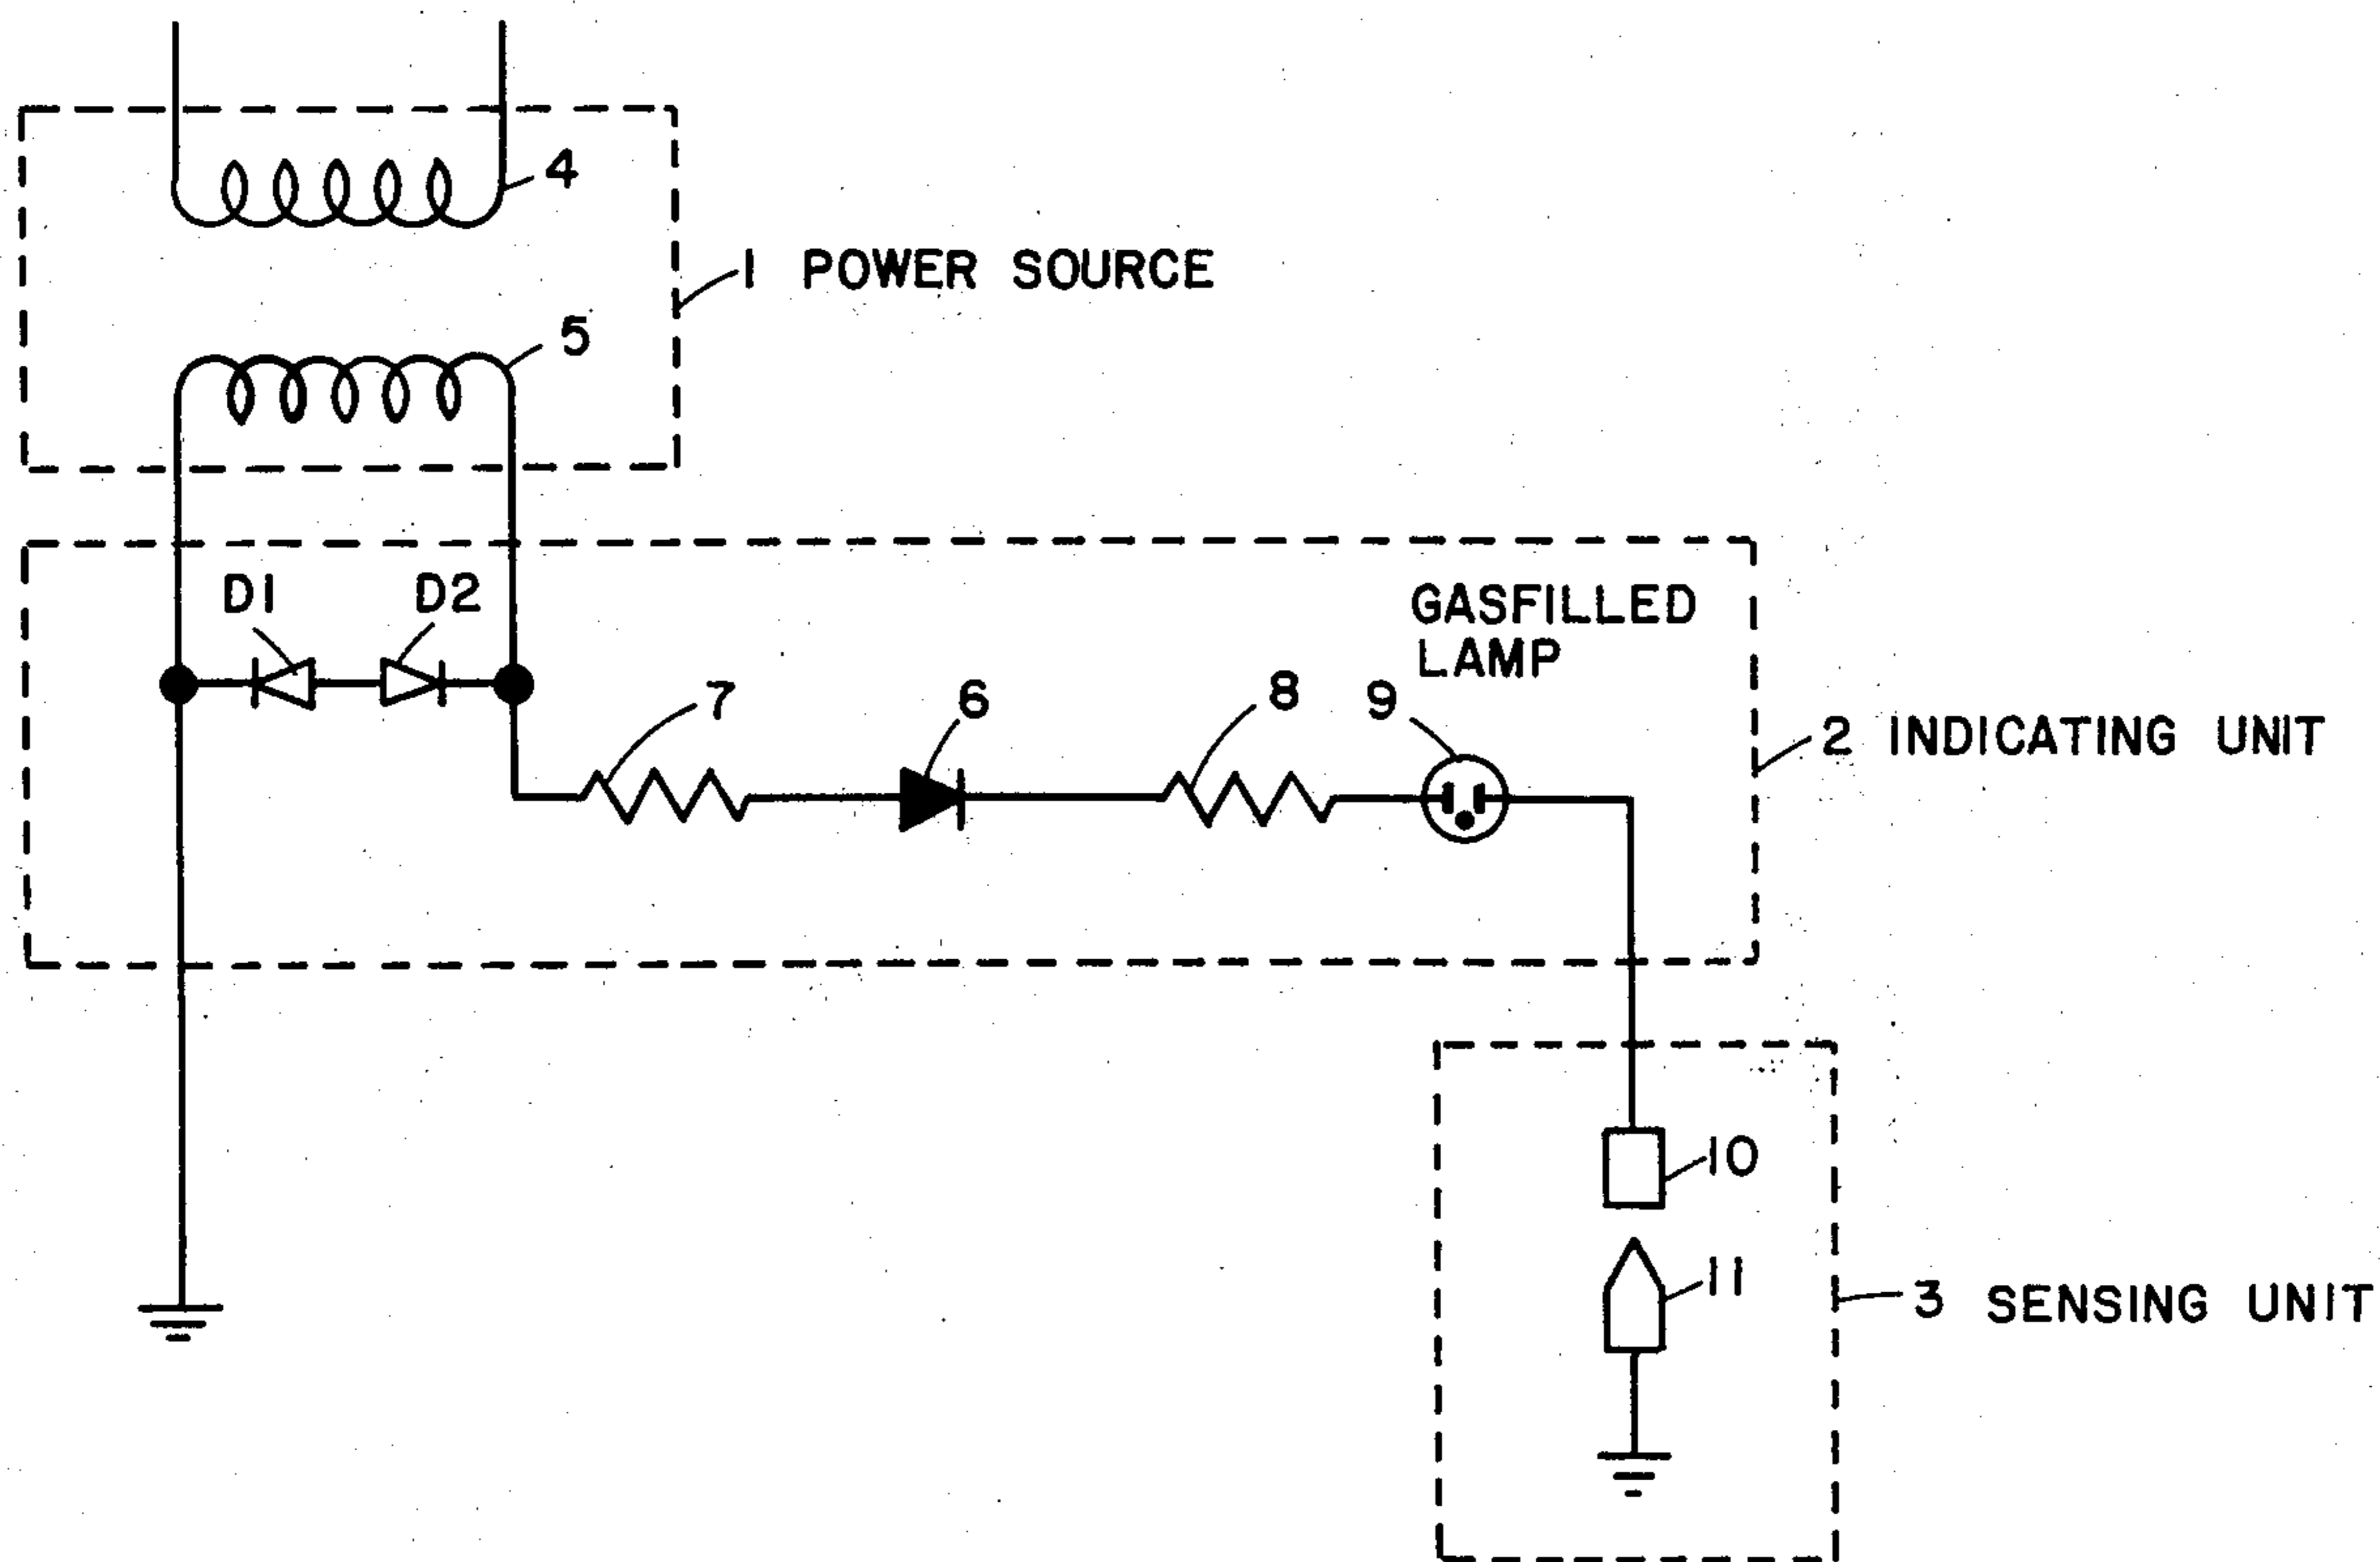 4
1 POWER SOURCE
5
D1
D2
GASFILLED
LAMP
7
6
8
9
2 INDICATING UNIT
10
11
3 SENSING UNIT